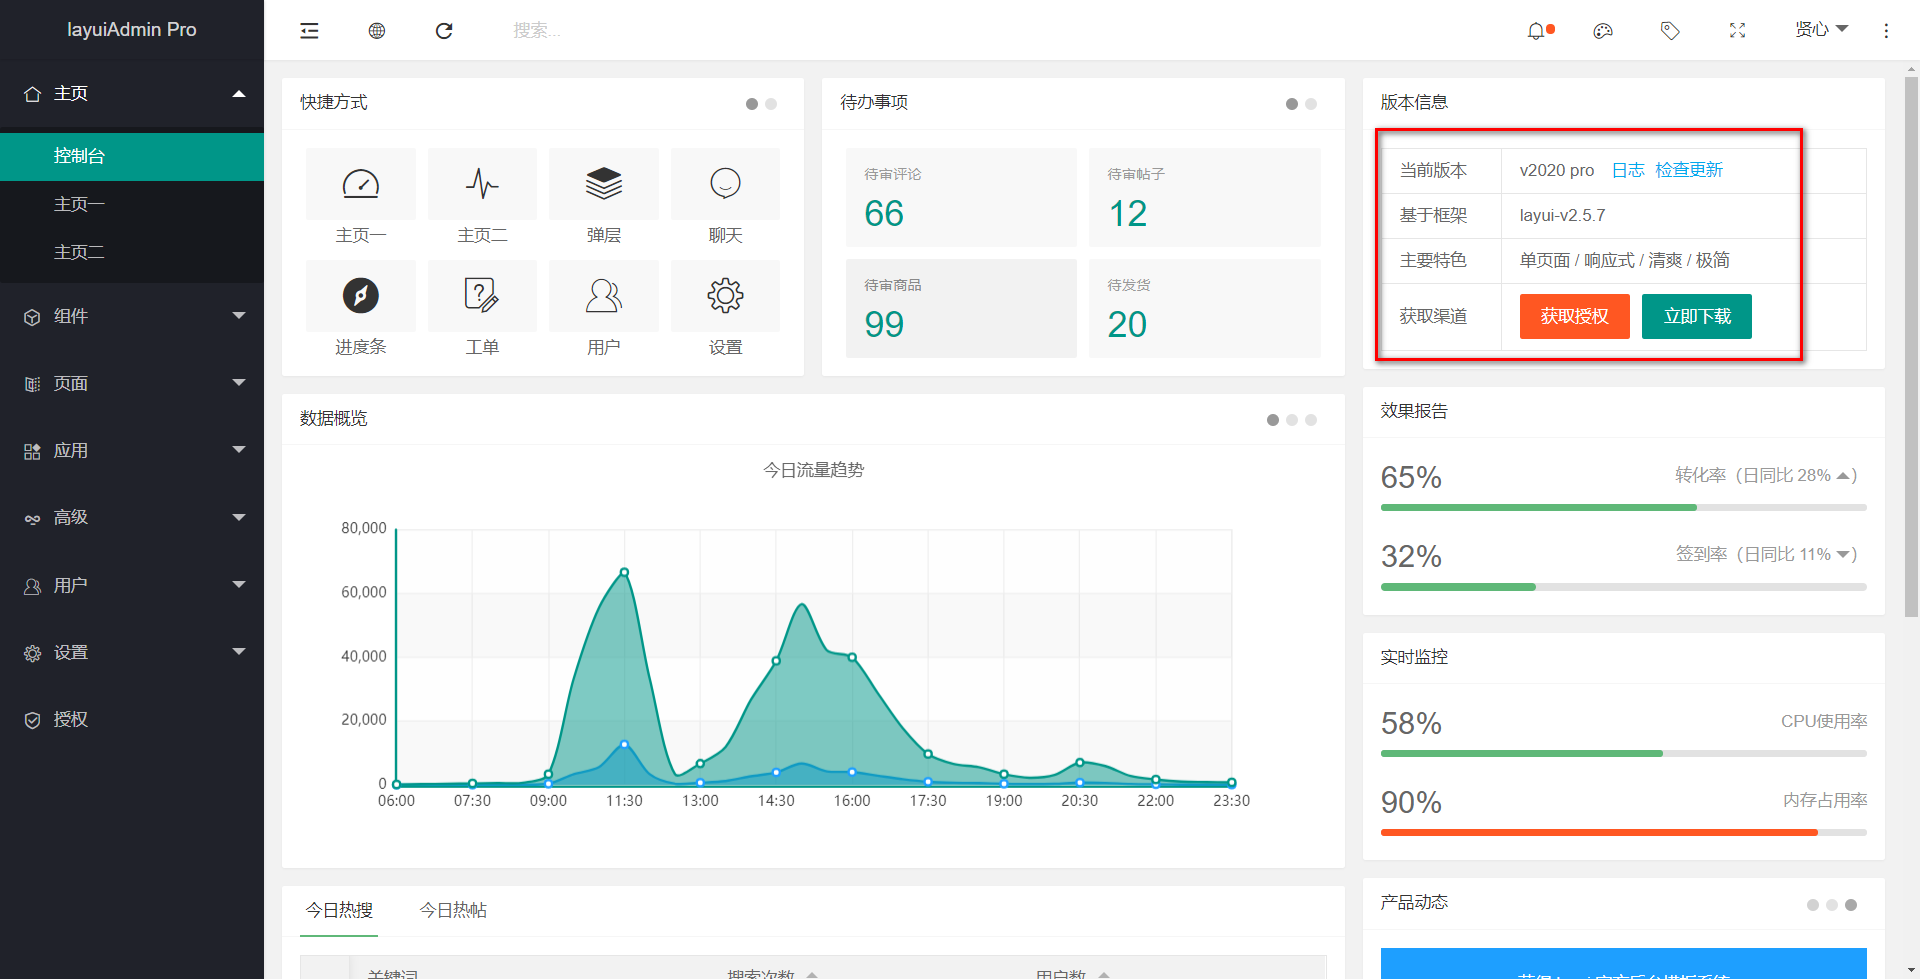 layuiAdmin Pro
搜索...
贤心
主页
控制台
主页一
主页二
组件
页面
应用
高级
用户
设置
授权
快捷方式
主页一
主页二
弹层
聊天
进度条
工单
用户
设置
待办事项
待审评论
66
待审帖子
12
待审商品
99
待发货
20
版本信息
当前版本 v2020 pro 日志 检查更新
基于框架 layui-v2.5.7
主要特色 单页面 / 响应式 / 清爽 / 极简
获取渠道 获取授权 立即下载
数据概览
今日流量趋势
80,000
60,000
40,000
20,000
0
06:00 07:30 09:00 11:30 13:00 14:30 16:00 17:30 19:00 20:30 22:00 23:30
效果报告
65% 转化率（日同比 28% ）
32% 签到率（日同比 11% ）
实时监控
58% CPU使用率
90% 内存占用率
今日热搜 今日热帖
关键词 搜索次数 用户数
产品动态